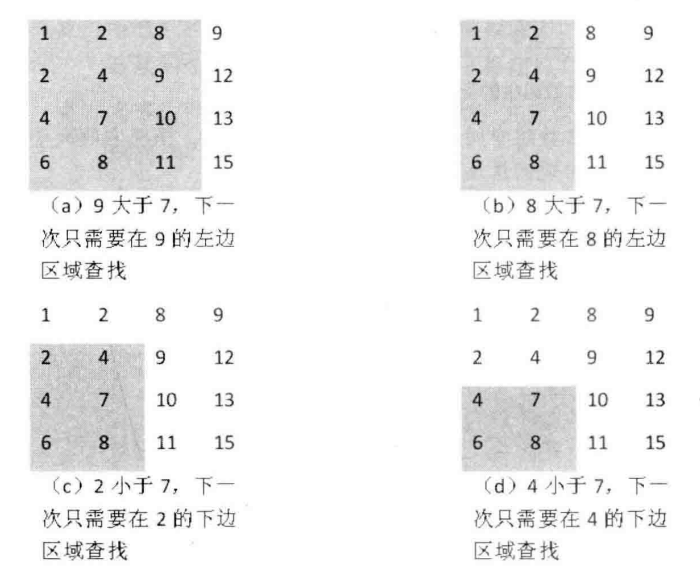 1 2 8 9
2 4 9 12
4 7 10 13
6 8 11 15
（a）9 大于 7，下一
次只需要在 9 的左边
区域查找
1 2 8 9
2 4 9 12
4 7 10 13
6 8 11 15
（b）8 大于 7，下一
次只需要在 8 的左边
区域查找
1 2 8 9
2 4 9 12
4 7 10 13
6 8 11 15
（c）2 小于 7，下一
次只需要在 2 的下边
区域查找
1 2 8 9
2 4 9 12
4 7 10 13
6 8 11 15
（d）4 小于 7，下一
次只需要在 4 的下边
区域查找